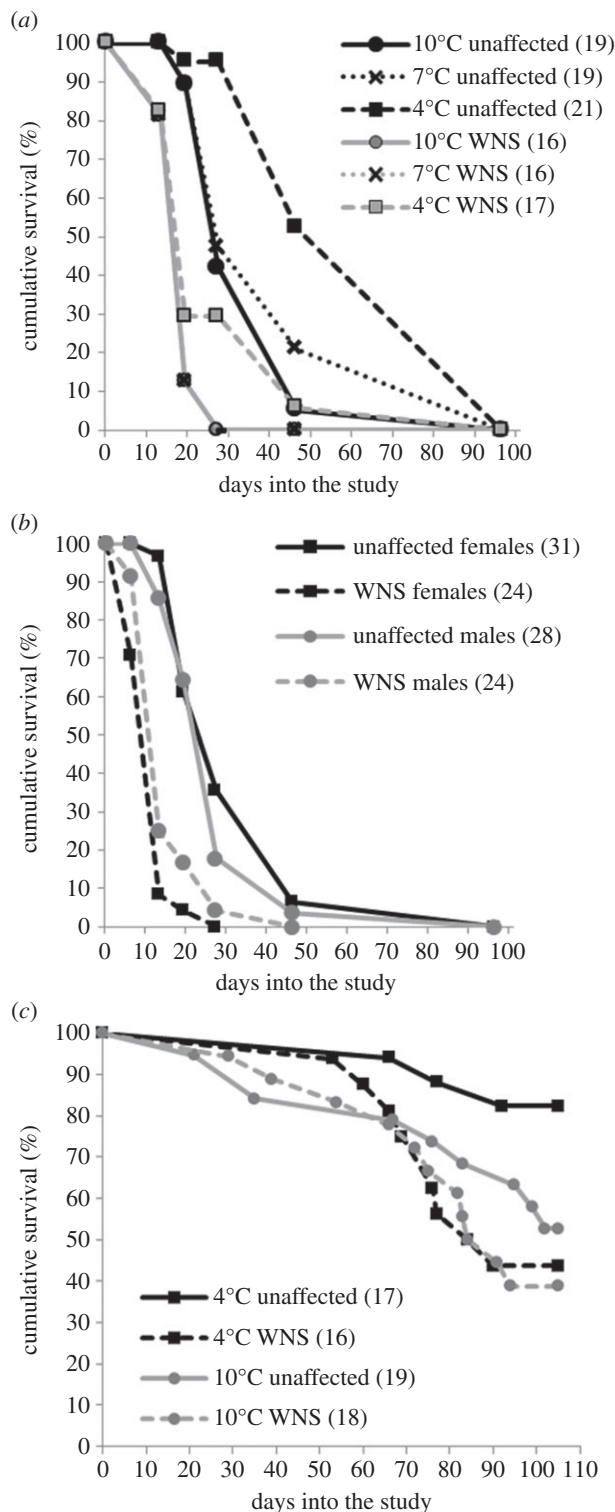 (a)
100
90
80
70
60
50
40
30
20
10
0
cumulative survival (%)
10°C unaffected (19)
7°C unaffected (19)
4°C unaffected (21)
10°C WNS (16)
7°C WNS (16)
4°C WNS (17)
0 10 20 30 40 50 60 70 80 90 100
days into the study
(b)
100
90
80
70
60
50
40
30
20
10
0
cumulative survival (%)
unaffected females (31)
WNS females (24)
unaffected males (28)
WNS males (24)
0 10 20 30 40 50 60 70 80 90 100
days into the study
(c)
100
90
80
70
60
50
40
30
20
10
0
cumulative survival (%)
4°C unaffected (17)
4°C WNS (16)
10°C unaffected (19)
10°C WNS (18)
0 10 20 30 40 50 60 70 80 90 100 110
days into the study